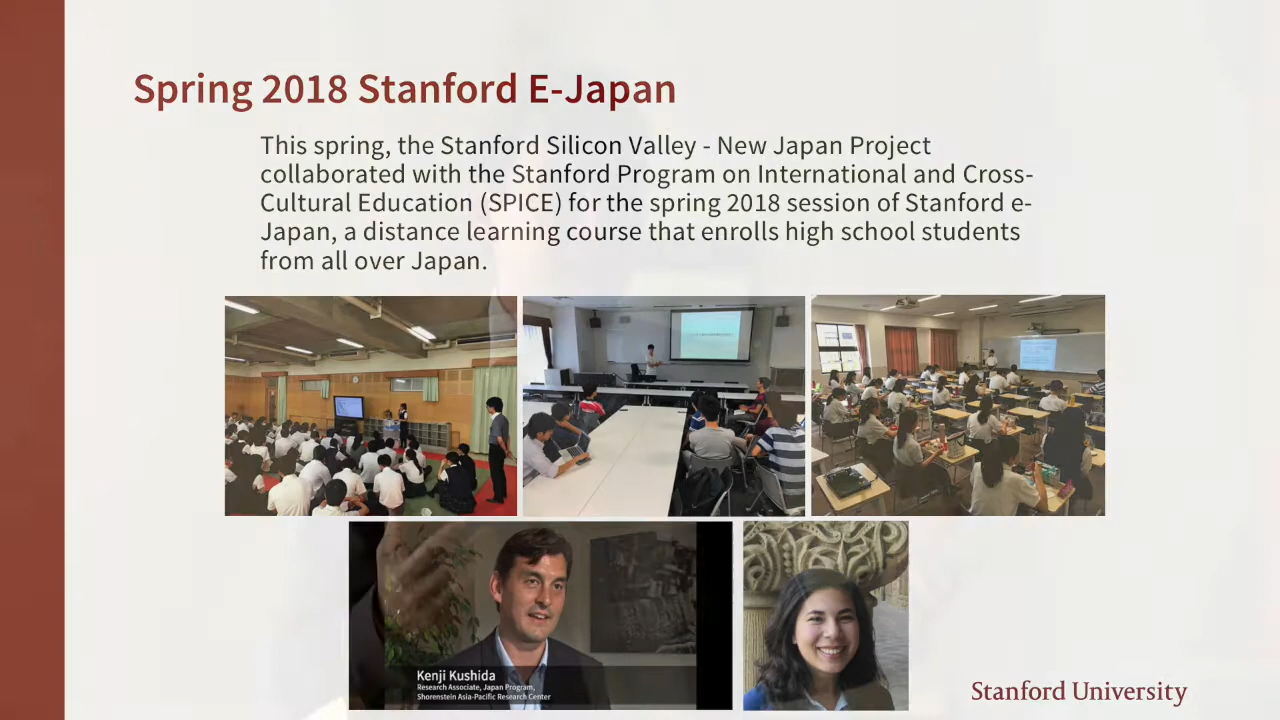 Spring 2018 Stanford E-Japan
This spring, the Stanford Silicon Valley - New Japan Project
collaborated with the Stanford Program on International and Cross-
Cultural Education (SPICE) for the spring 2018 session of Stanford e-
Japan, a distance learning course that enrolls high school students
from all over Japan.
Kenji Kushida
Research Associate, Japan Program,
Shorenstein Asia-Pacific Research Center
Stanford University